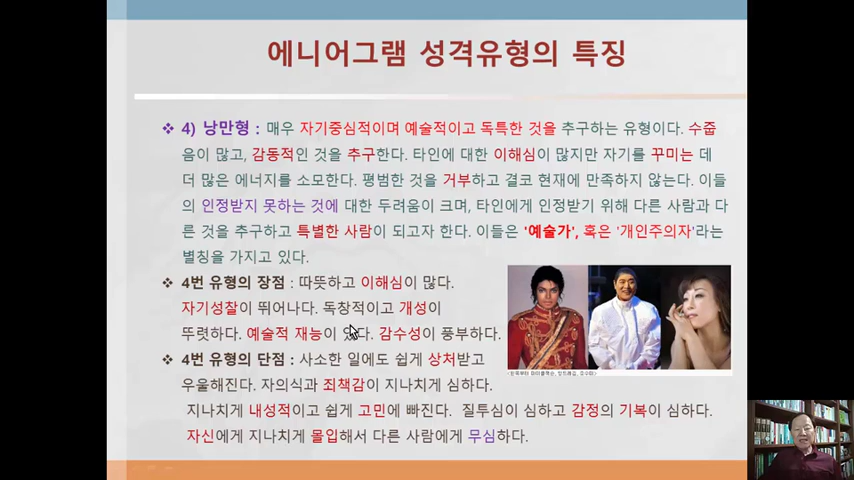 에니어그램 성격유형의 특징
❖ 4) 낭만형 : 매우 자기중심적이며 예술적이고 독특한 것을 추구하는 유형이다. 수줍
음이 많고, 감동적인 것을 추구한다. 타인에 대한 이해심이 많지만 자기를 꾸미는 데
더 많은 에너지를 소모한다. 평범한 것을 거부하고 결코 현재에 만족하지 않는다. 이들
의 인정받지 못하는 것에 대한 두려움이 크며, 타인에게 인정받기 위해 다른 사람과 다
른 것을 추구하고 특별한 사람이 되고자 한다. 이들은 '예술가', 혹은 '개인주의자'라는
별칭을 가지고 있다.
❖ 4번 유형의 장점 : 따뜻하고 이해심이 많다.
자기성찰이 뛰어나다. 독창적이고 개성이
뚜렷하다. 예술적 재능이 있다. 감수성이 풍부하다.
❖ 4번 유형의 단점 : 사소한 일에도 쉽게 상처받고
우울해진다. 자의식과 죄책감이 지나치게 심하다.
지나치게 내성적이고 쉽게 고민에 빠진다. 질투심이 심하고 감정의 기복이 심하다.
자신에게 지나치게 몰입해서 다른 사람에게 무심하다.